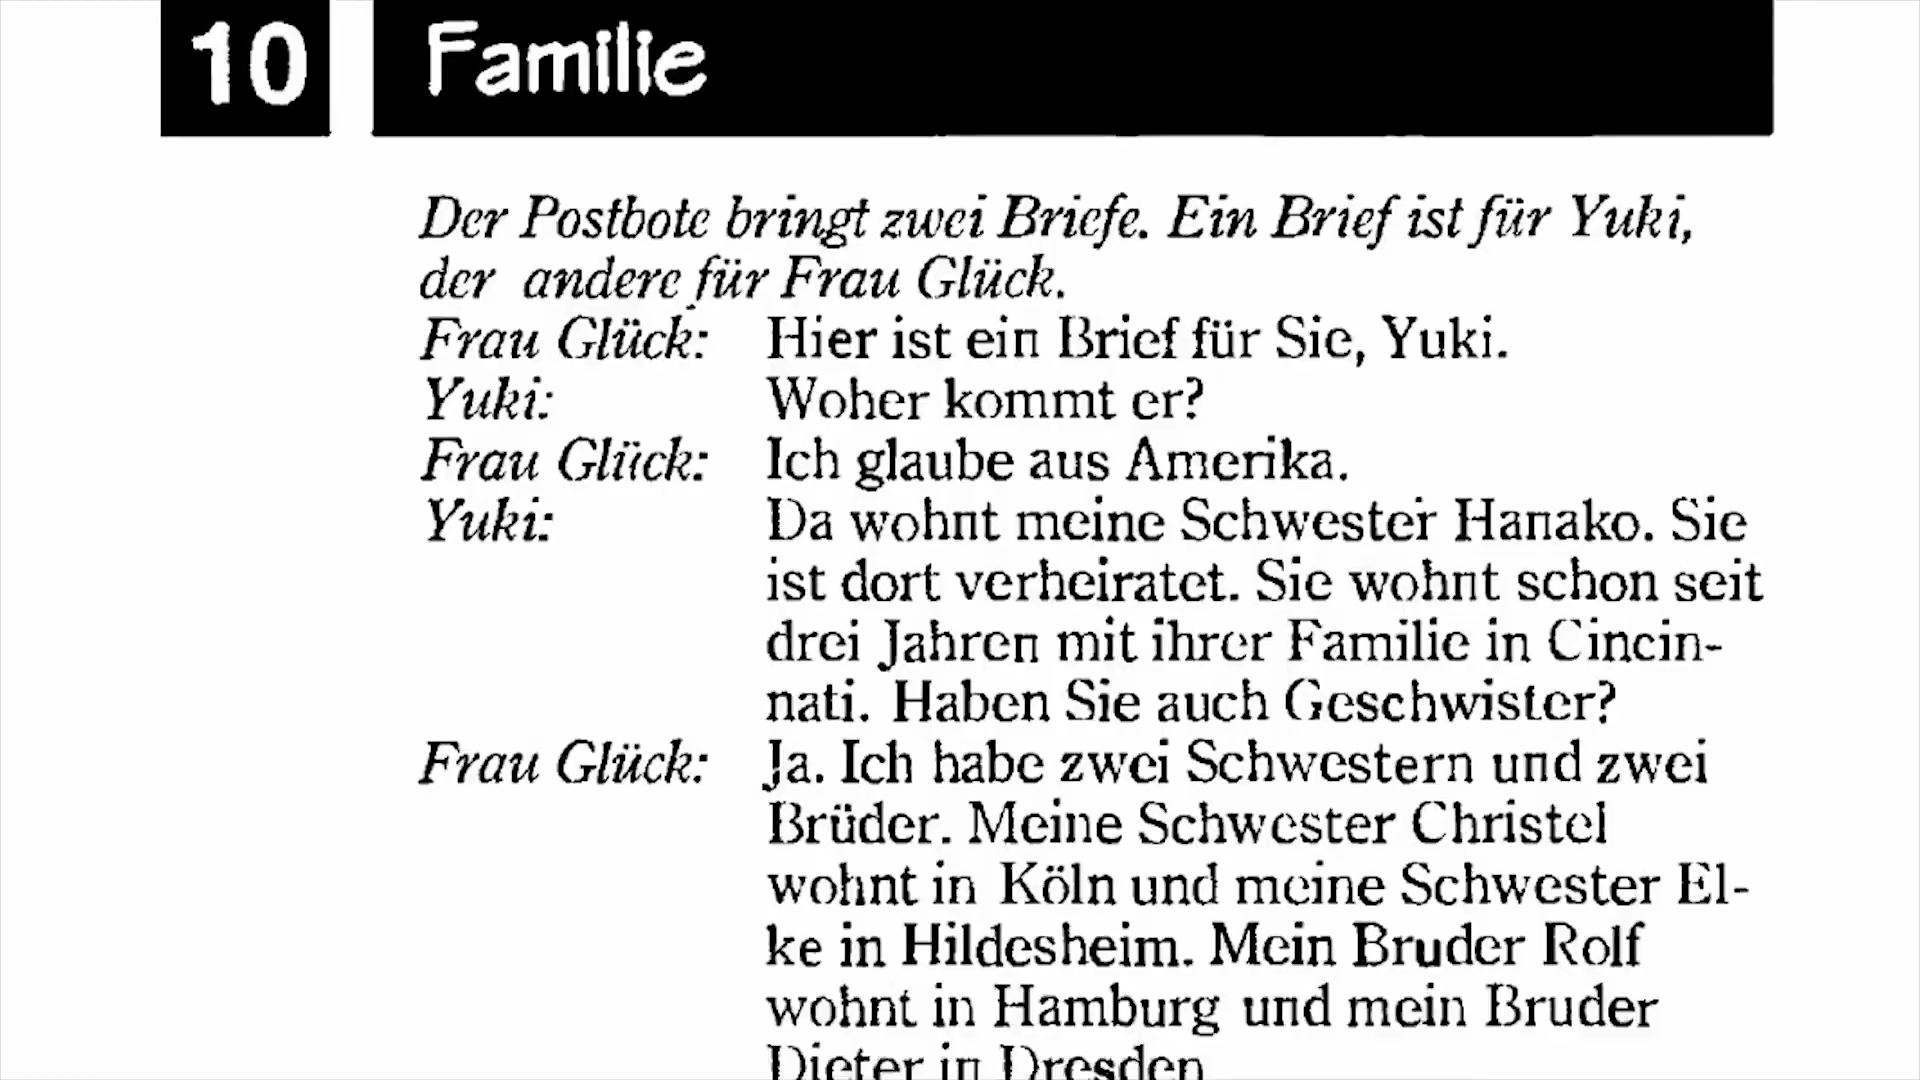 10 Familie
Der Postbote bringt zwei Briefe. Ein Brief ist für Yuki,
der andere für Frau Glück.
Frau Glück: Hier ist ein Brief für Sie, Yuki.
Yuki: Woher kommt er?
Frau Glück: Ich glaube aus Amerika.
Yuki: Da wohnt meine Schwester Hanako. Sie
ist dort verheiratet. Sie wohnt schon seit
drei Jahren mit ihrer Familie in Cincin-
nati. Haben Sie auch Geschwister?
Frau Glück: Ja. Ich habe zwei Schwestern und zwei
Brüder. Meine Schwester Christel
wohnt in Köln und meine Schwester El-
ke in Hildesheim. Mein Bruder Rolf
wohnt in Hamburg und mein Bruder
Dieter in Dresden